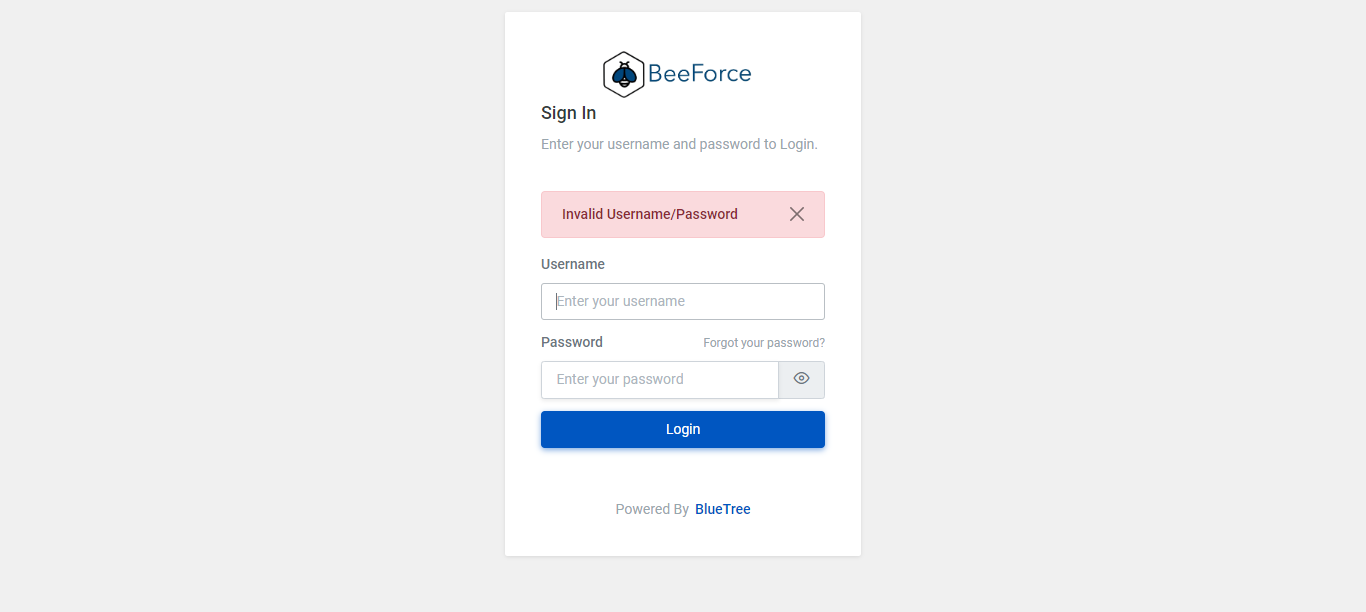 BeeForce
Sign In
Enter your username and password to Login.
Invalid Username/Password
Username
Enter your username
Password Forgot your password?
Enter your password
Login
Powered By BlueTree